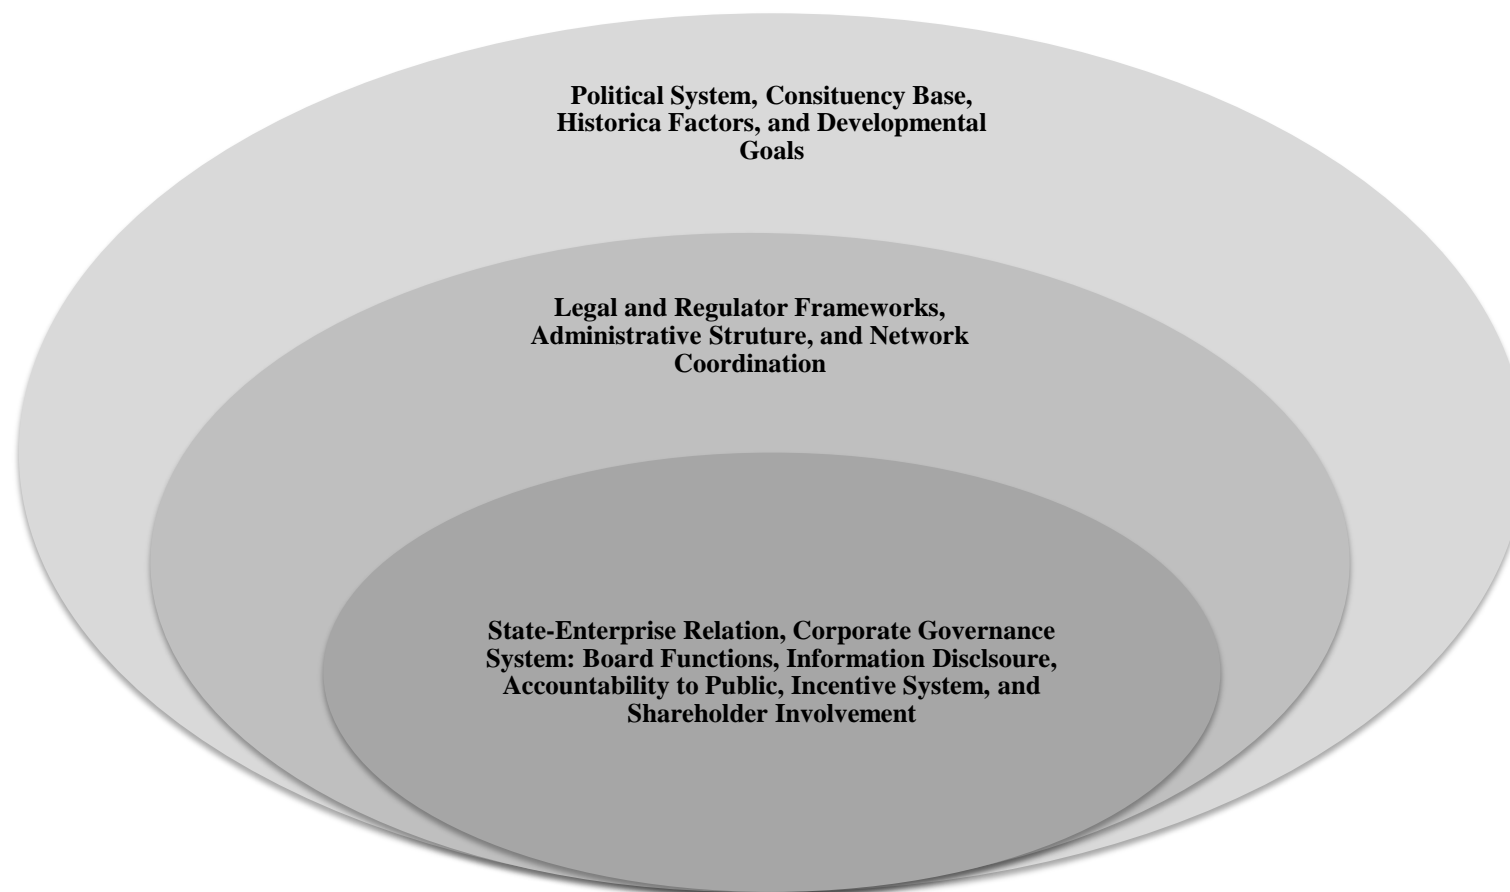 Political System, Consituency Base,
Historica Factors, and Developmental
Goals
Legal and Regulator Frameworks,
Administrative Struture, and Network
Coordination
State-Enterprise Relation, Corporate Governance
System: Board Functions, Information Disclsoure,
Accountability to Public, Incentive System, and
Shareholder Involvement